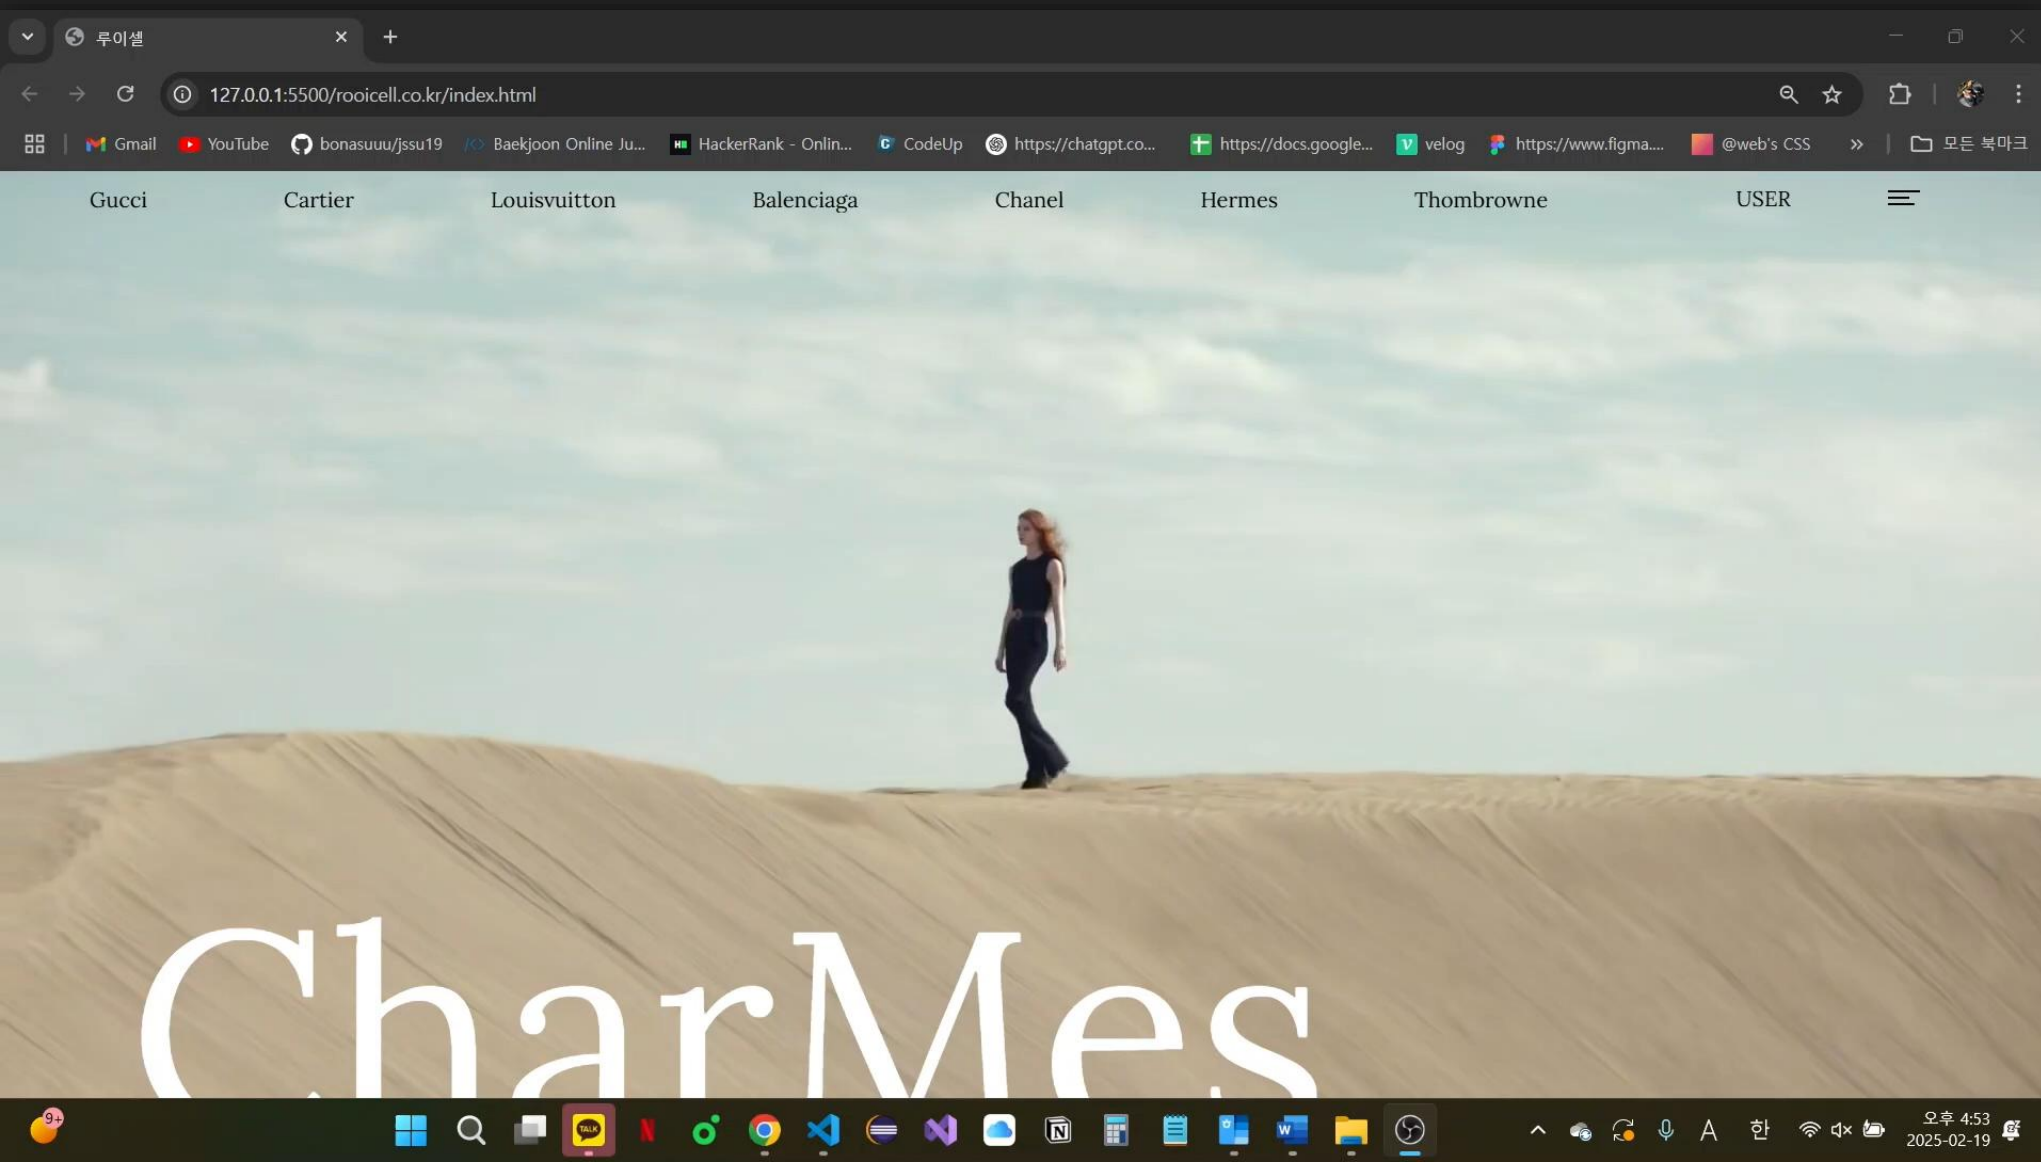 루이셀
127.0.0.1:5500/rooicell.co.kr/index.html
Gmail YouTube bonasuuu/jssu19 Baekjoon Online Ju... HackerRank - Onlin... CodeUp https://chatgpt.co... https://docs.google... velog https://www.figma.... @web's CSS » 모든 북마크
Gucci Cartier Louisvuitton Balenciaga Chanel Hermes Thombrowne USER
CharMes
9+ TALK A 한 오후 4:53
2025-02-19